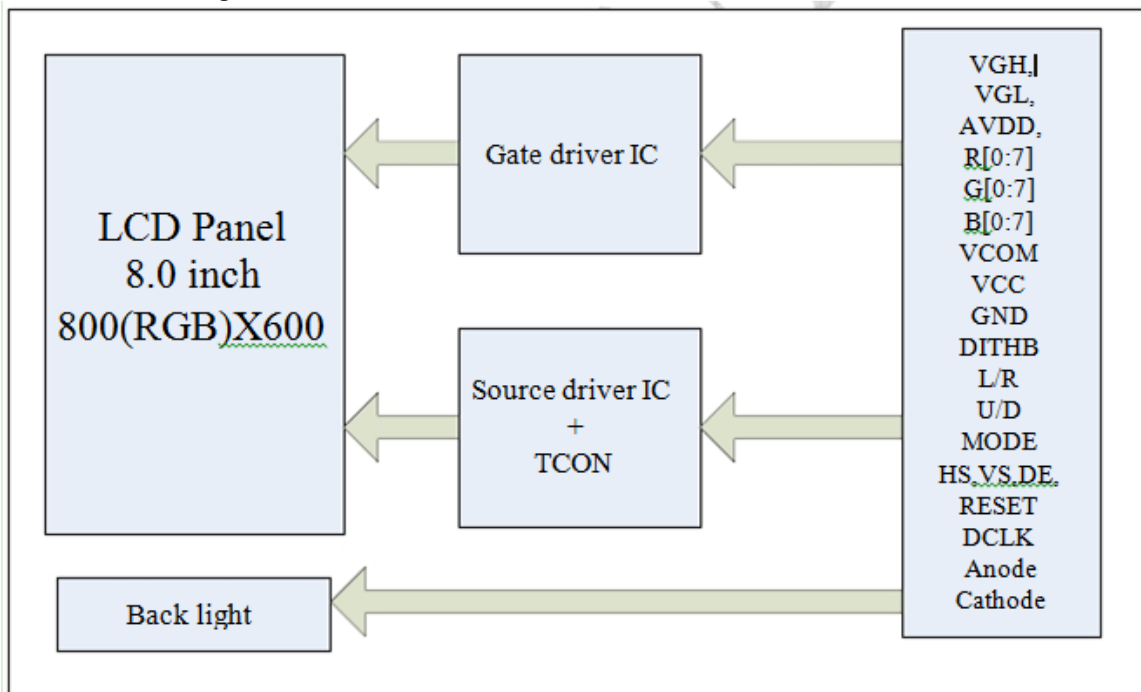 LCD Panel
8.0 inch
800(RGB)X600
Gate driver IC
Source driver IC
+
TCON
Back light
VGH,
VGL,
AVDD,
R[0:7]
G[0:7]
B[0:7]
VCOM
VCC
GND
DITHB
L/R
U/D
MODE
HS,VS,DE,
RESET
DCLK
Anode
Cathode